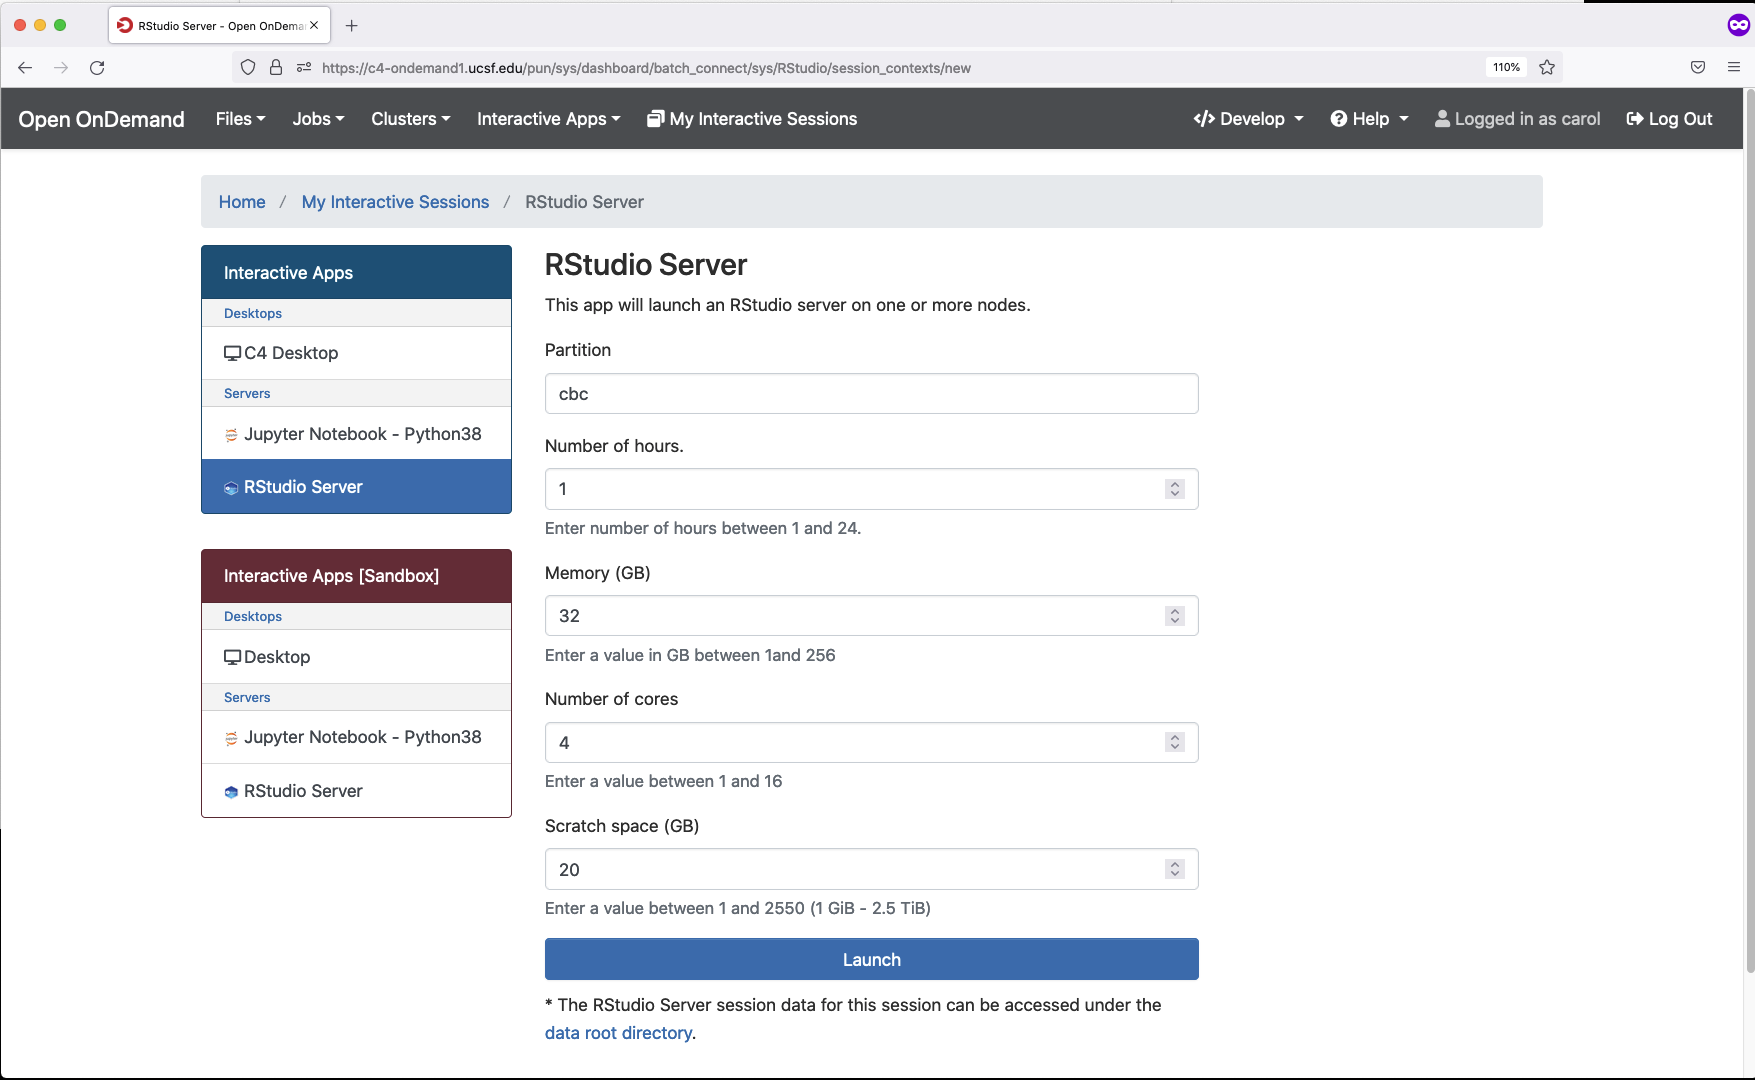 RStudio Server - Open OnDema
https://c4-ondemand1.ucsf.edu/pun/sys/dashboard/batch_connect/sys/RStudio/session_contexts/new
110%
Open OnDemand Files Jobs Clusters Interactive Apps My Interactive Sessions </> Develop Help Logged in as carol Log Out
Home / My Interactive Sessions / RStudio Server
Interactive Apps
Desktops
C4 Desktop
Servers
Jupyter Notebook - Python38
RStudio Server
Interactive Apps [Sandbox]
Desktops
Desktop
Servers
Jupyter Notebook - Python38
RStudio Server
RStudio Server
This app will launch an RStudio server on one or more nodes.
Partition
cbc
Number of hours.
1
Enter number of hours between 1 and 24.
Memory (GB)
32
Enter a value in GB between 1and 256
Number of cores
4
Enter a value between 1 and 16
Scratch space (GB)
20
Enter a value between 1 and 2550 (1 GiB - 2.5 TiB)
Launch
* The RStudio Server session data for this session can be accessed under the
data root directory.